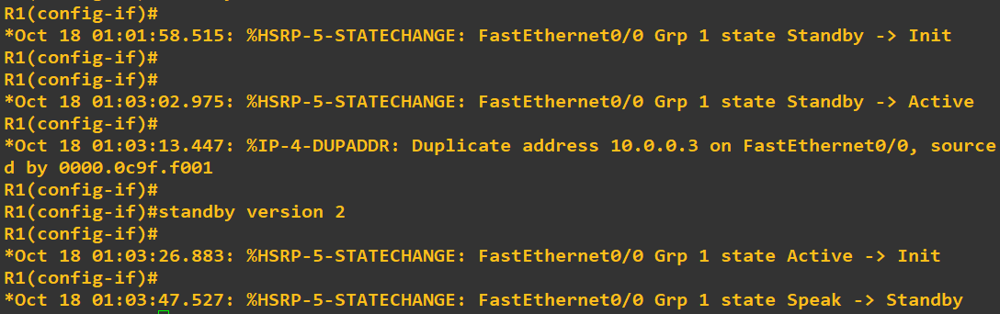 R1(config-if)#
*Oct 18 01:01:58.515: %HSRP-5-STATECHANGE: FastEthernet0/0 Grp 1 state Standby -> Init
R1(config-if)#
R1(config-if)#
*Oct 18 01:03:02.975: %HSRP-5-STATECHANGE: FastEthernet0/0 Grp 1 state Standby -> Active
R1(config-if)#
*Oct 18 01:03:13.447: %IP-4-DUPADDR: Duplicate address 10.0.0.3 on FastEthernet0/0, source
d by 0000.0c9f.f001
R1(config-if)#
R1(config-if)#standby version 2
R1(config-if)#
*Oct 18 01:03:26.883: %HSRP-5-STATECHANGE: FastEthernet0/0 Grp 1 state Active -> Init
R1(config-if)#
*Oct 18 01:03:47.527: %HSRP-5-STATECHANGE: FastEthernet0/0 Grp 1 state Speak -> Standby